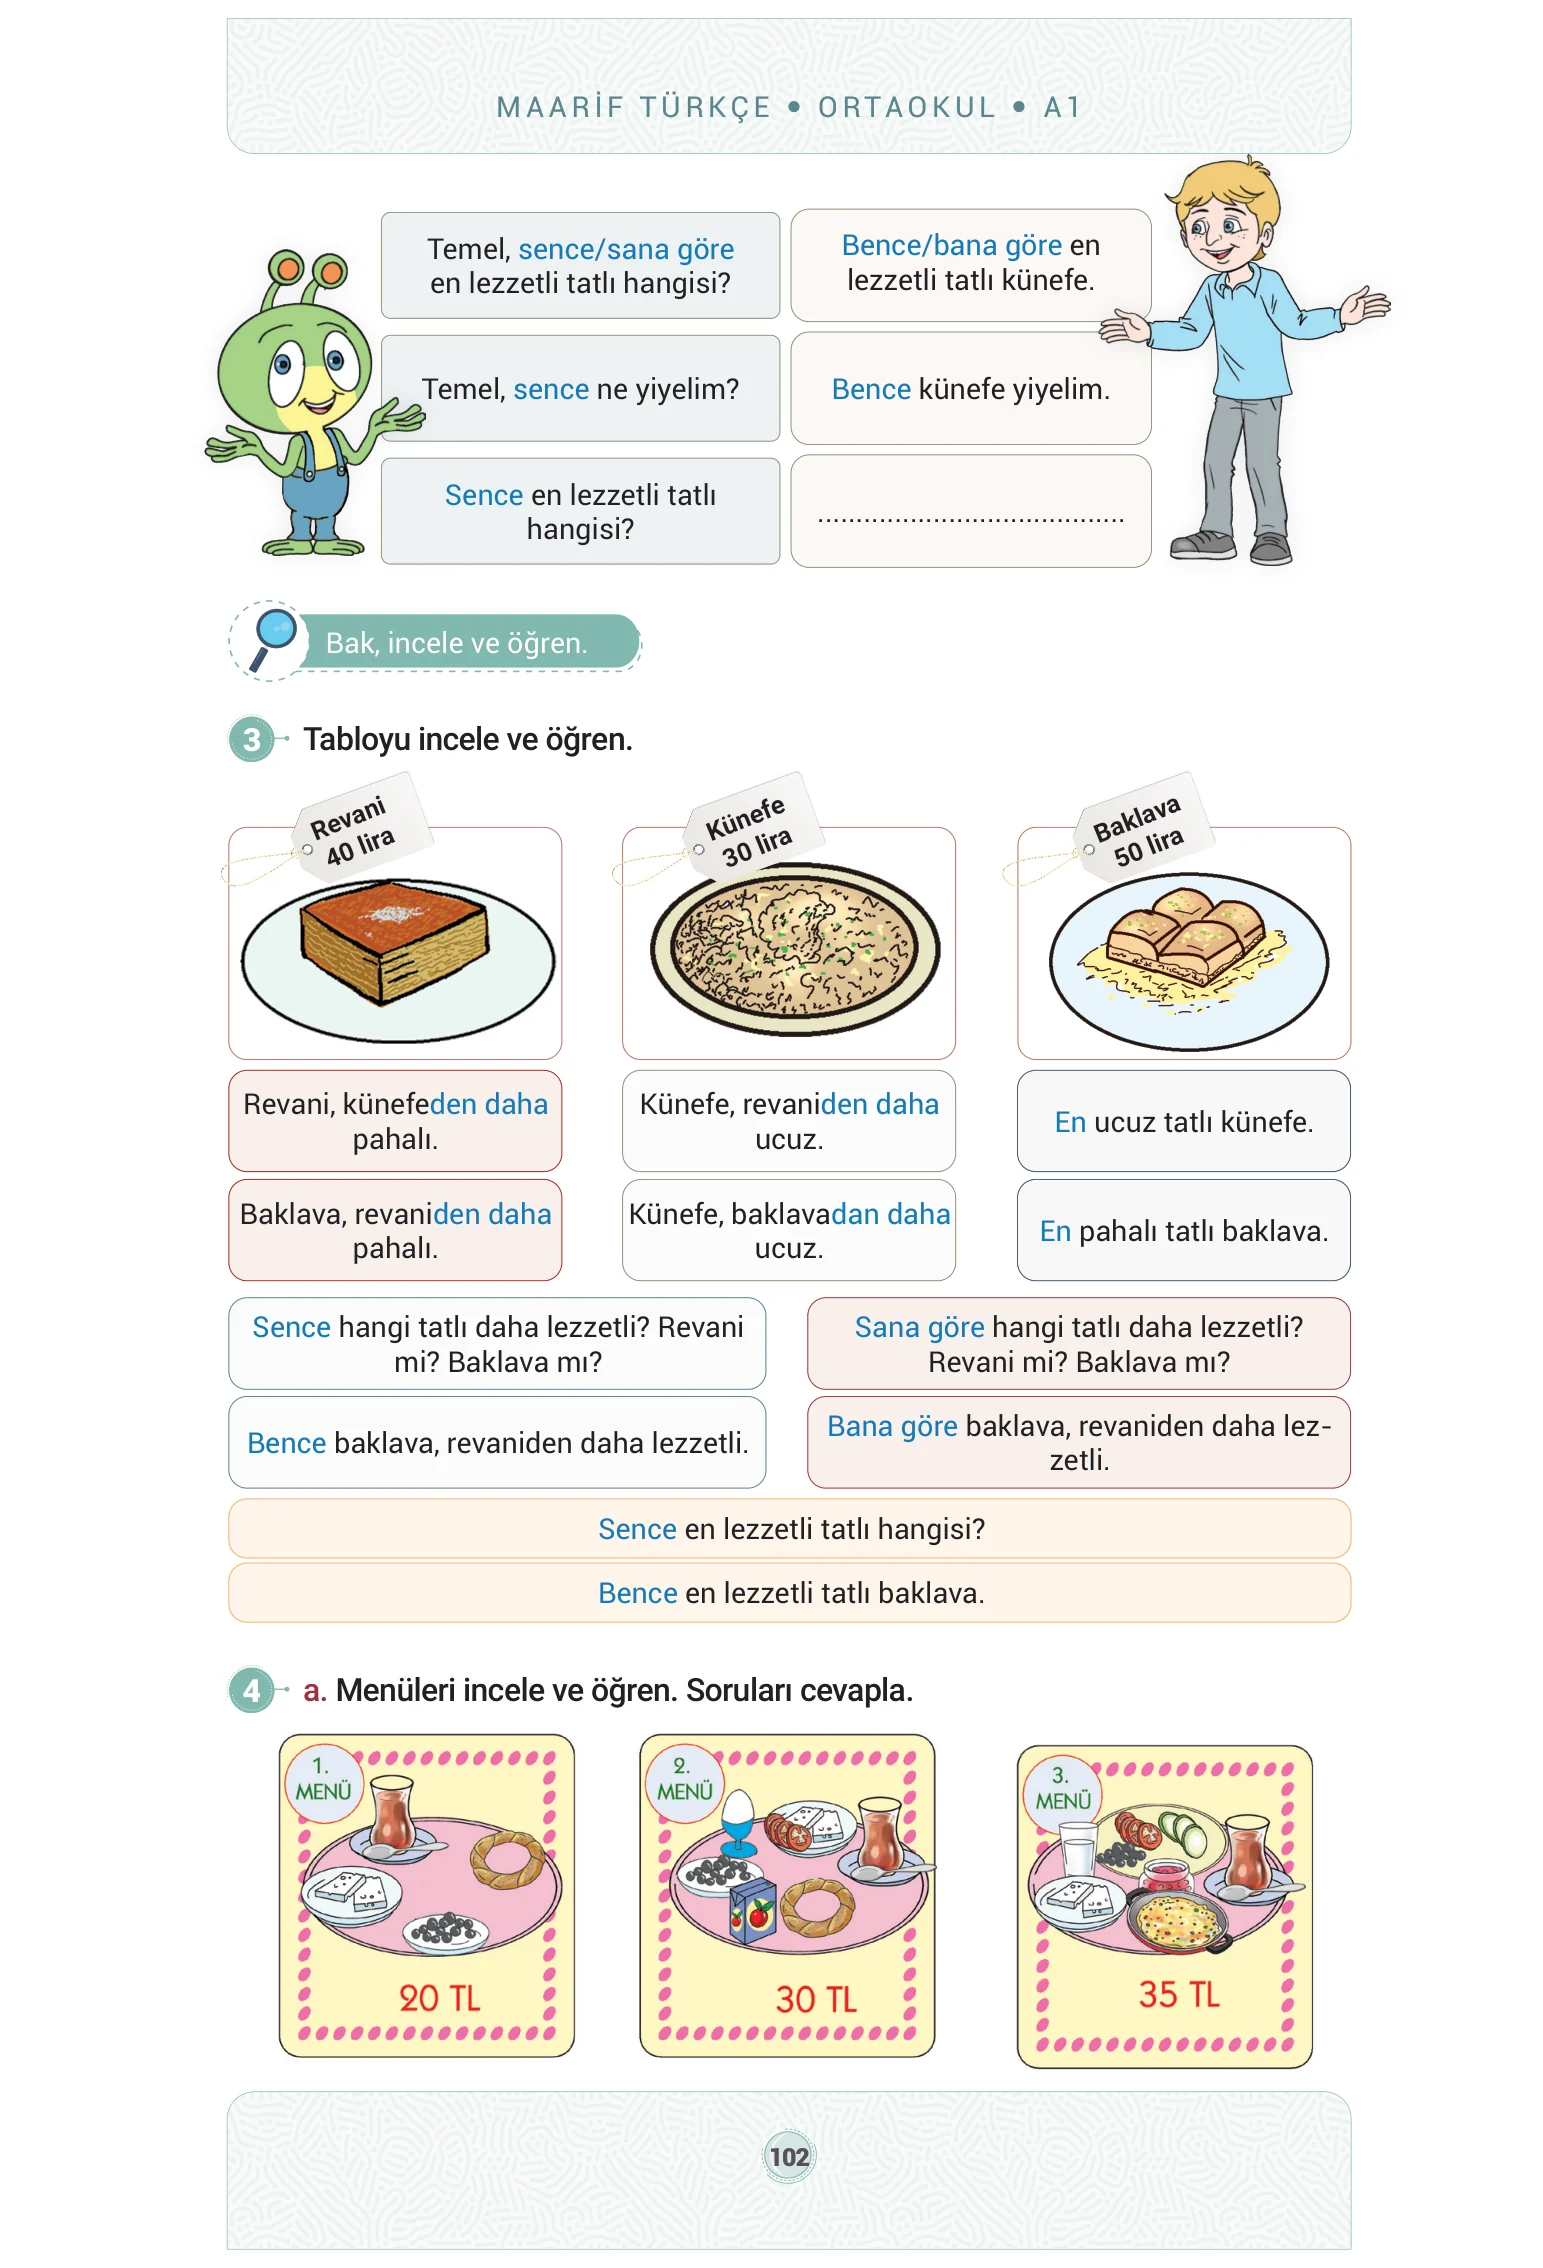 MAARİF TÜRKÇE • ORTAOKUL • A1
Temel, sence/sana göre
en lezzetli tatlı hangisi?
Bence/bana göre en
lezzetli tatlı künefe.
Temel, sence ne yiyelim?
Bence künefe yiyelim.
Sence en lezzetli tatlı
hangisi?
........................................
Bak, incele ve öğren.
3 Tabloyu incele ve öğren.
Revani
40 lira
Künefe
30 lira
Baklava
50 lira
Revani, künefeden daha
pahalı.
Künefe, revaniden daha
ucuz.
En ucuz tatlı künefe.
Baklava, revaniden daha
pahalı.
Künefe, baklavadan daha
ucuz.
En pahalı tatlı baklava.
Sence hangi tatlı daha lezzetli? Revani
mi? Baklava mı?
Sana göre hangi tatlı daha lezzetli?
Revani mi? Baklava mı?
Bence baklava, revaniden daha lezzetli.
Bana göre baklava, revaniden daha lez-
zetli.
Sence en lezzetli tatlı hangisi?
Bence en lezzetli tatlı baklava.
4 a. Menüleri incele ve öğren. Soruları cevapla.
1.
MENÜ
20 TL
2.
MENÜ
30 TL
3.
MENÜ
35 TL
102